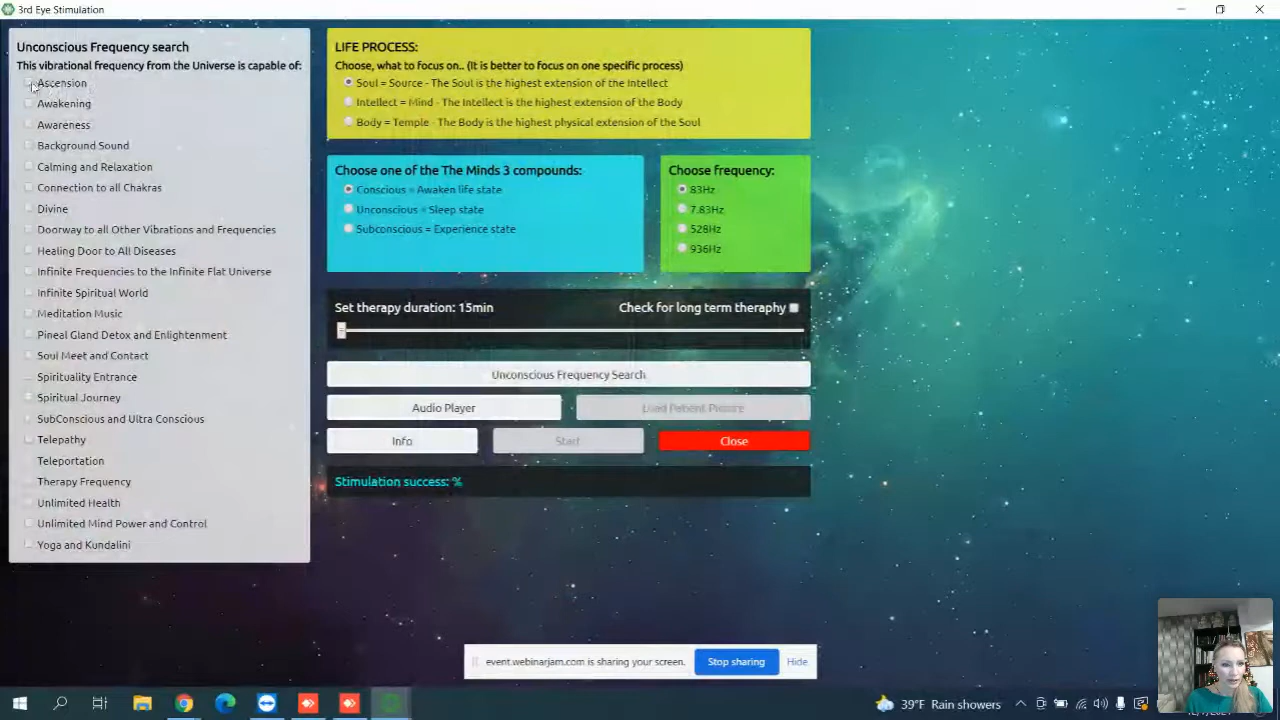 3rd Eye Stimulation
Unconscious Frequency search
This vibrational frequency from the Universe is capable of:
Ascension
Awakening
Awareness
Background Sound
Calming and Relaxation
Connection to all Chakras
Divine
Doorway to all Other Vibrations and Frequencies
Healing Door to All Diseases
Infinite Frequencies to the Infinite Flat Universe
Infinite Spiritual World
Meditation Music
Pineal Gland Detox and Enlightenment
Soul Meet and Contact
Spirituality Entrance
Spiritual Journey
SubConscious and Ultra Conscious
Telepathy
Teleportation
Therapy Frequency
Unlimited Health
Unlimited Mind Power and Control
Yoga and Kundalini
LIFE PROCESS:
Choose, what to focus on.. (It is better to focus on one specific process)
Soul = Source - The Soul is the highest extension of the Intellect
Intellect = Mind - The Intellect is the highest extension of the Body
Body = Temple - The Body is the highest physical extension of the Soul
Choose one of the The Minds 3 compounds:
Conscious = Awaken life state
Unconscious = Sleep state
Subconscious = Experience state
Choose frequency:
83Hz
7.83Hz
528Hz
936Hz
Set therapy duration: 15min
Check for long term theraphy
Unconscious Frequency Search
Audio Player
Load Patient Picture
Info
Start
Close
Stimulation success: %
event.webinarjam.com is sharing your screen.
Stop sharing
Hide
39°F Rain showers